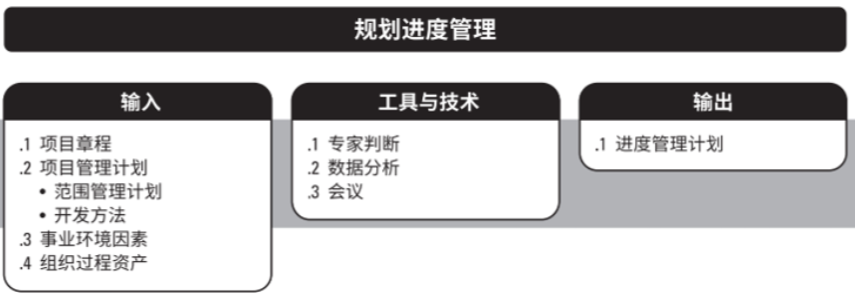 规划进度管理
输入
.1 项目章程
.2 项目管理计划
• 范围管理计划
• 开发方法
.3 事业环境因素
.4 组织过程资产
工具与技术
.1 专家判断
.2 数据分析
.3 会议
输出
.1 进度管理计划